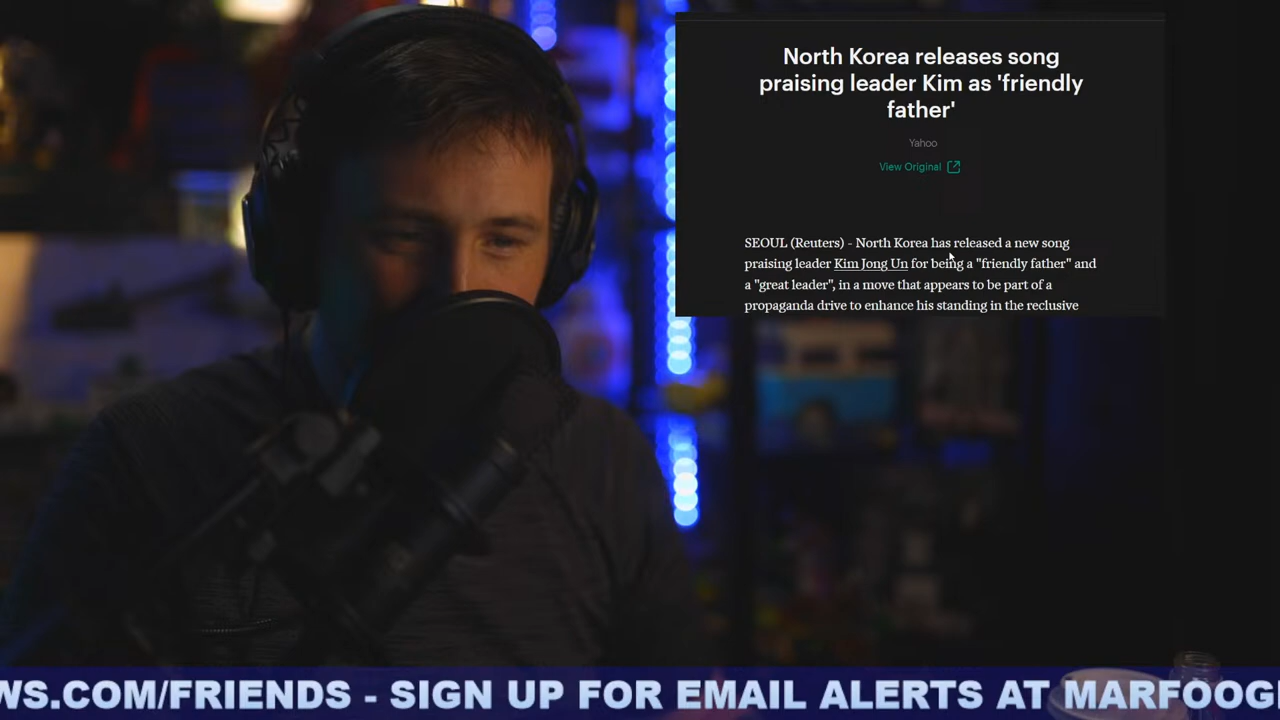 North Korea releases song
praising leader Kim as 'friendly
father'
Yahoo
View Original
SEOUL (Reuters) - North Korea has released a new song
praising leader Kim Jong Un for being a "friendly father" and
a "great leader", in a move that appears to be part of a
propaganda drive to enhance his standing in the reclusive
WS.COM/FRIENDS - SIGN UP FOR EMAIL ALERTS AT MARFOOG